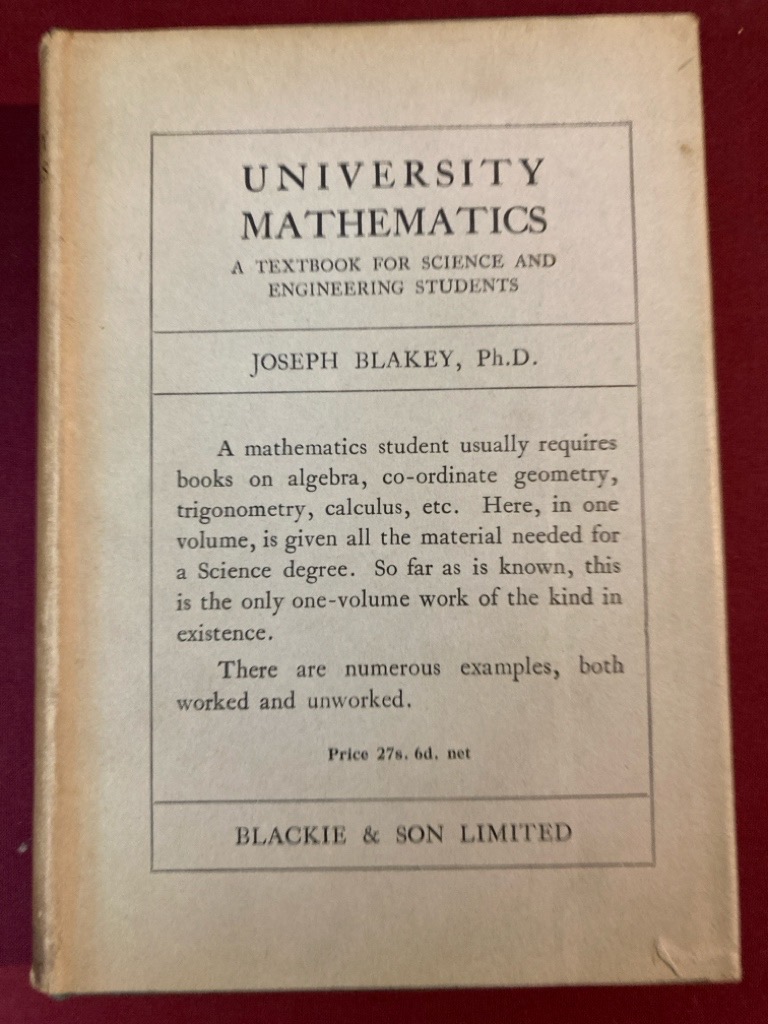 UNIVERSITY
MATHEMATICS
A TEXTBOOK FOR SCIENCE AND
ENGINEERING STUDENTS
JOSEPH BLAKEY, Ph.D.
A mathematics student usually requires
books on algebra, co-ordinate geometry,
trigonometry, calculus, etc. Here, in one
volume, is given all the material needed for
a Science degree. So far as is known, this
is the only one-volume work of the kind in
existence.
There are numerous examples, both
worked and unworked.
Price 27s. 6d. net
BLACKIE & SON LIMITED